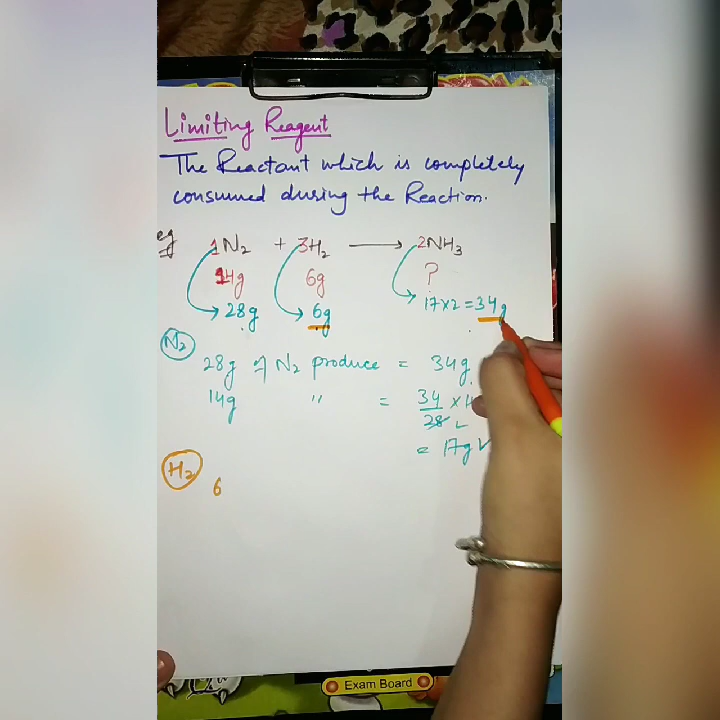 Limiting Reagent
The Reactant which is completely
consumed during the Reaction.
eg 1N₂ + 3H₂ ⟶ 2NH₃
14g 6g ?
28g 6g 17×2=34g
N₂
28g of N₂ produce = 34g
14g " = 34/28 ×
= 17g
H₂ 6
Exam Board